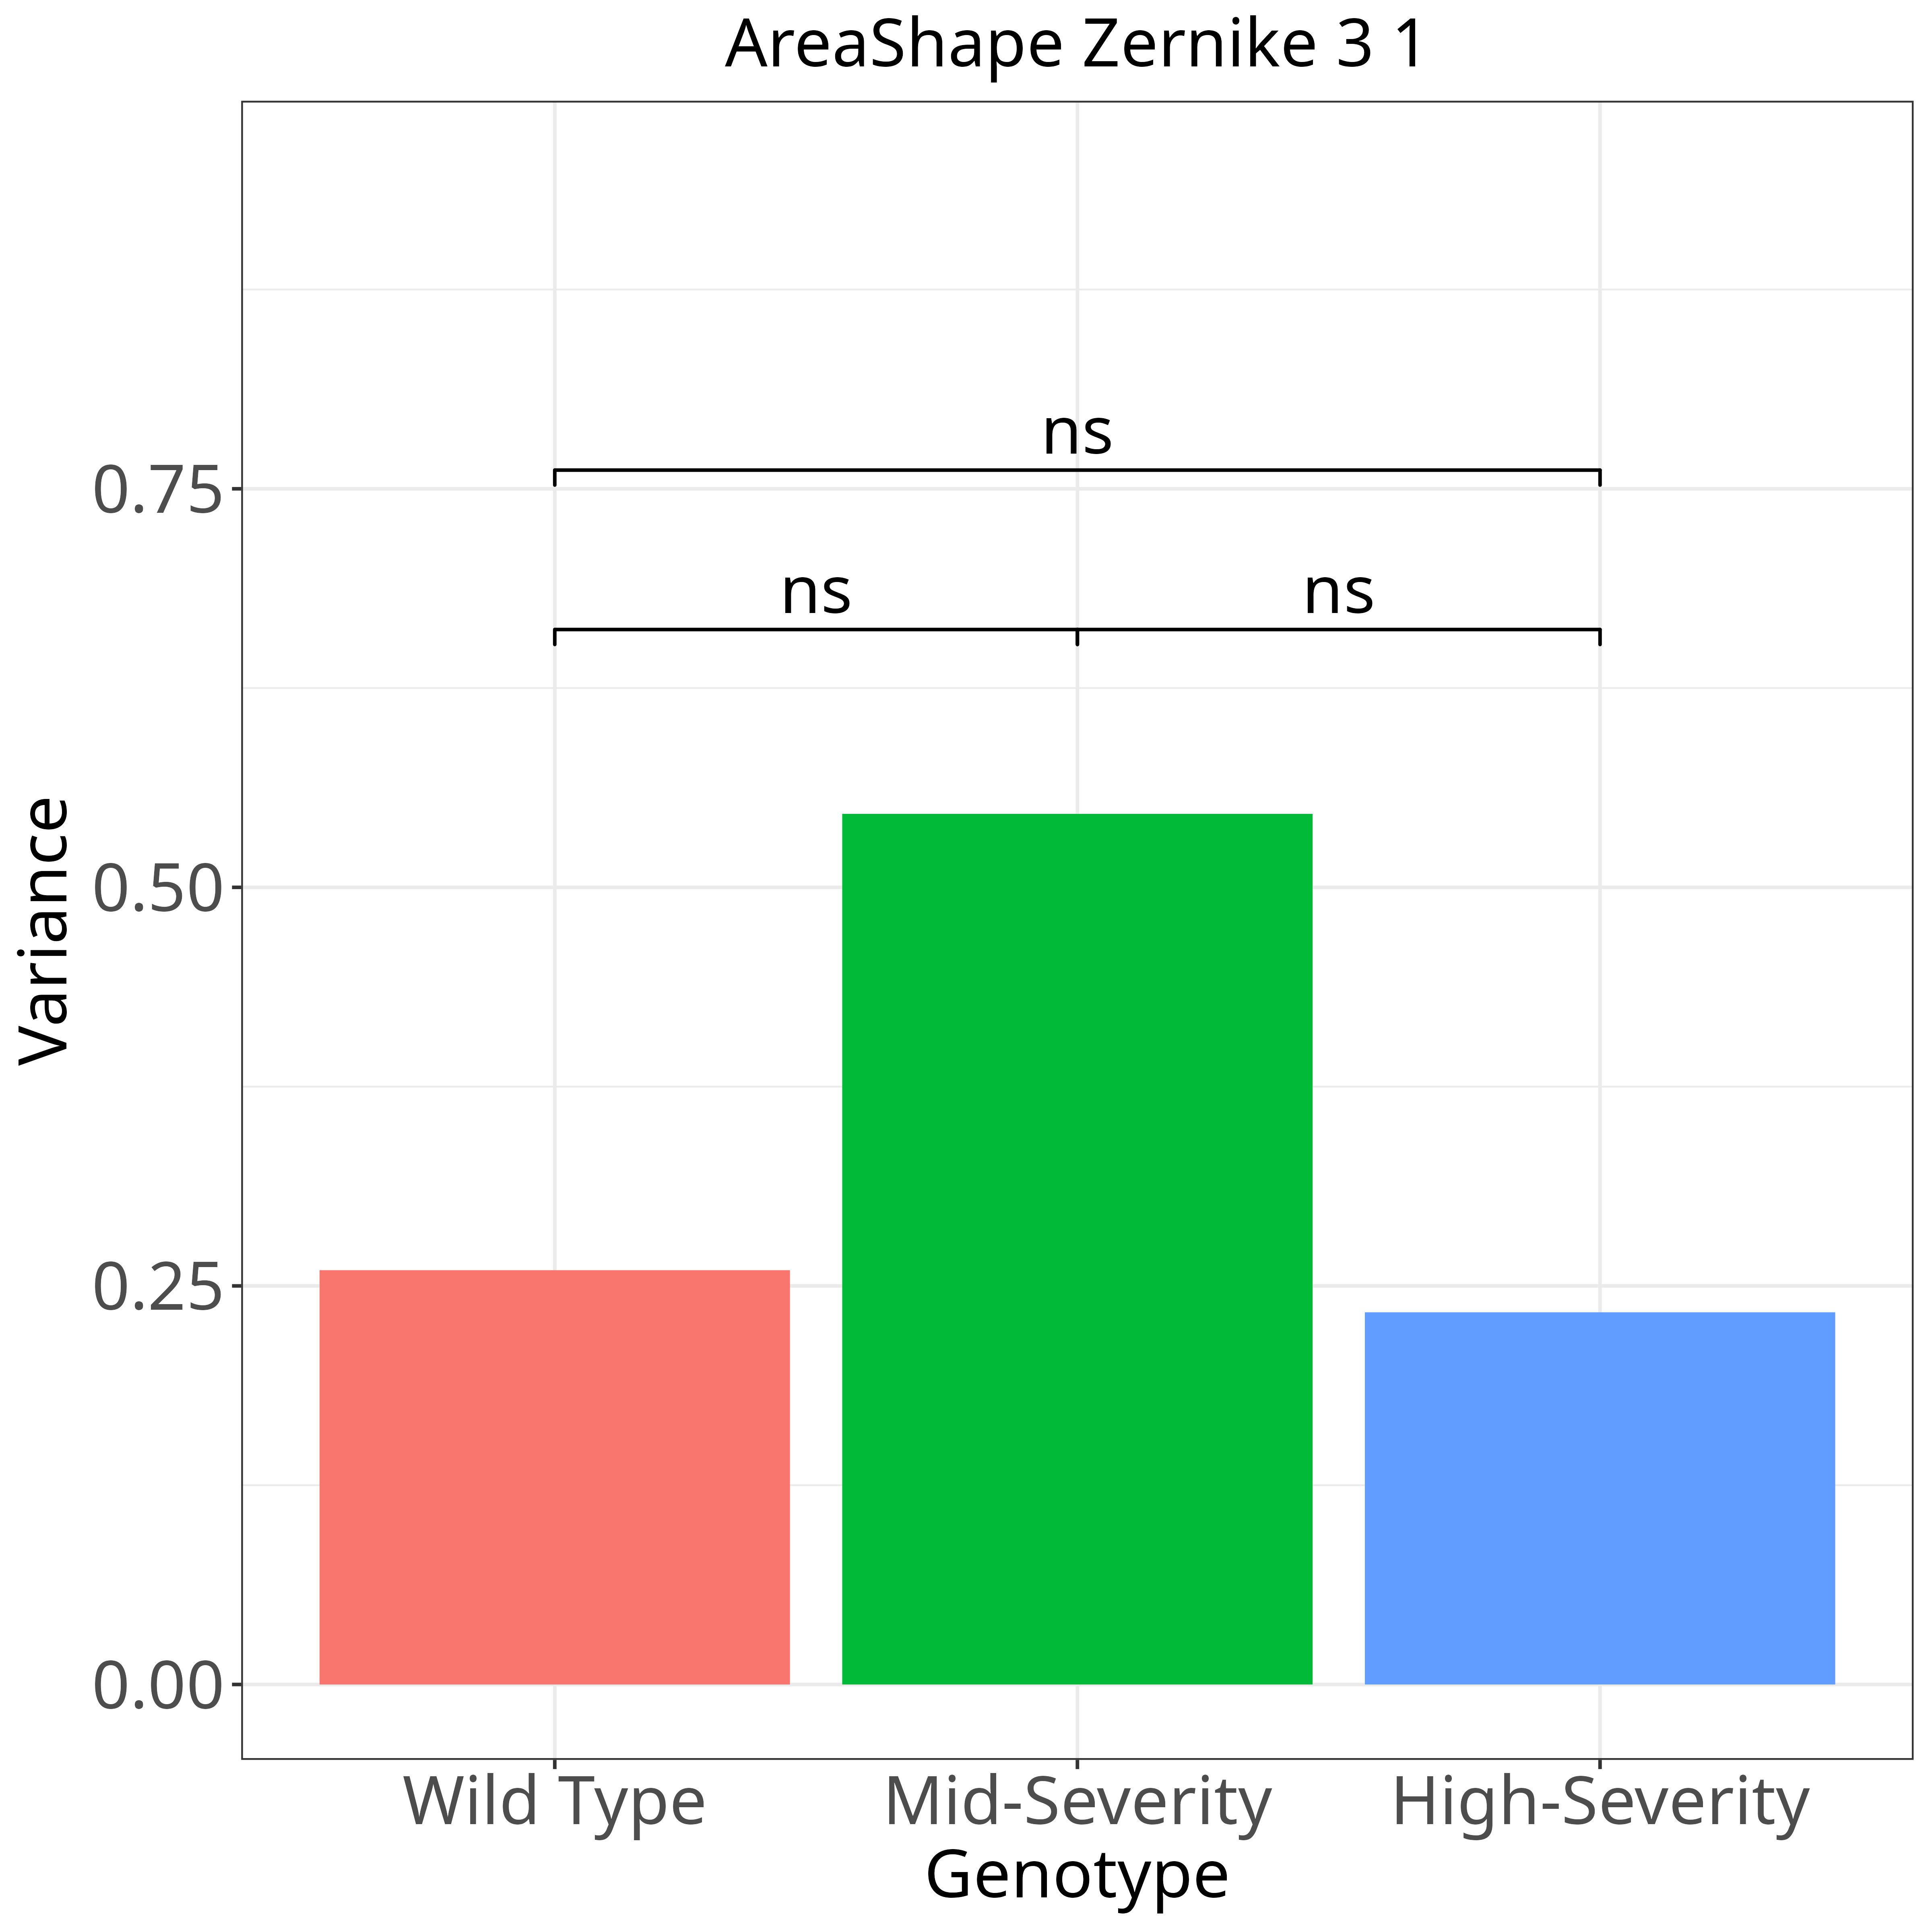 AreaShape Zernike 3 1
ns
ns ns
0.75
0.50
0.25
0.00
Variance
Wild Type Mid-Severity High-Severity
Genotype